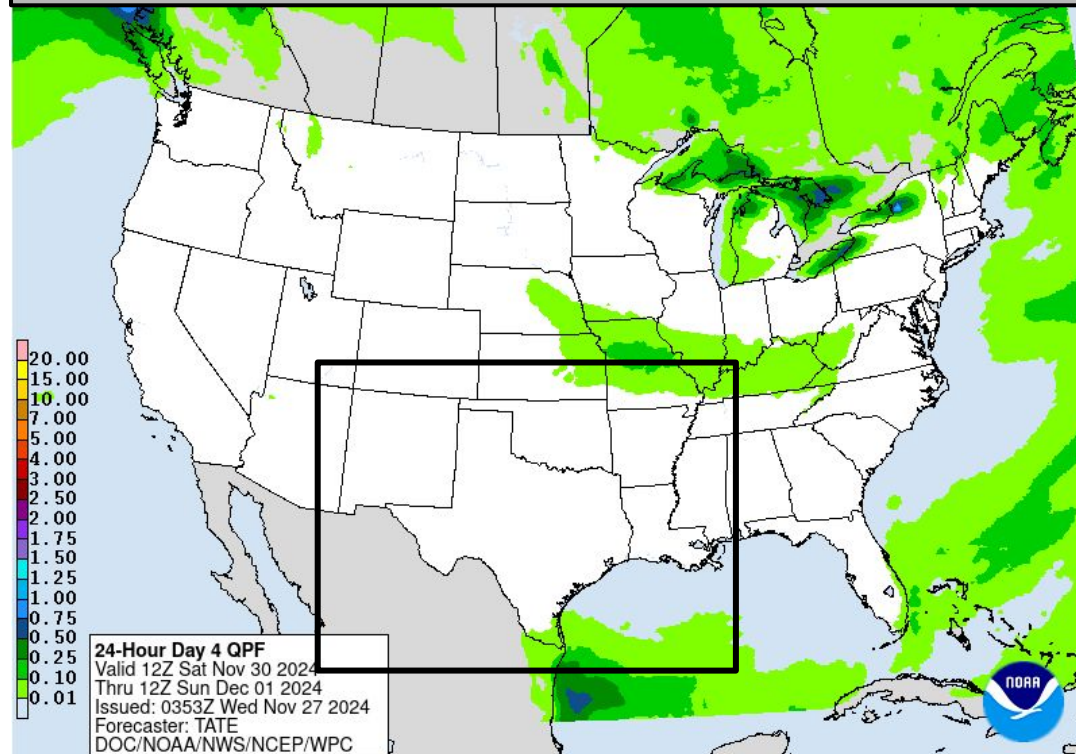 20.00
15.00
10.00
7.00
5.00
4.00
3.00
2.50
2.00
1.75
1.50
1.25
1.00
0.75
0.50
0.25
0.10
0.01
24-Hour Day 4 QPF
Valid 12Z Sat Nov 30 2024
Thru 12Z Sun Dec 01 2024
Issued: 0353Z Wed Nov 27 2024
Forecaster: TATE
DOC/NOAA/NWS/NCEP/WPC
NOAA